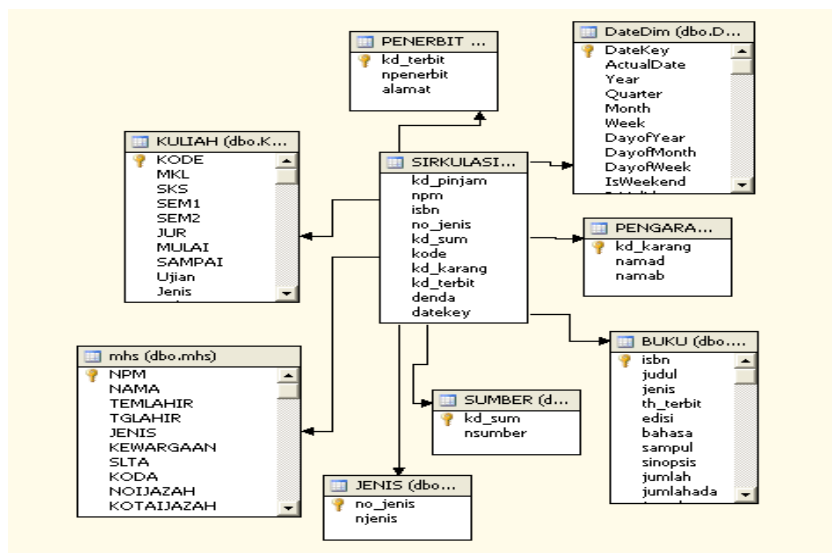 PENERBIT ...
kd_terbit
npenerbit
alamat
DateDim (dbo.D...
DateKey
ActualDate
Year
Quarter
Month
Week
DayofYear
DayofMonth
DayofWeek
IsWeekend
KULIAH (dbo.K...
KODE
MKL
SKS
SEM1
SEM2
JUR
MULAI
SAMPAI
Ujian
Jenis
SIRKULASI...
kd_pinjam
npm
isbn
no_jenis
kd_sum
kode
kd_karang
kd_terbit
denda
datekey
PENGARA...
kd_karang
namad
namab
BUKU (dbo....
isbn
judul
jenis
th_terbit
edisi
bahasa
sampul
sinopsis
jumlah
jumlahada
mhs (dbo.mhs)
NPM
NAMA
TEMLAHIR
TGLAHIR
JENIS
KEWARGAAN
SLTA
KODA
NOIJAZAH
KOTAIJAZAH
SUMBER (d...
kd_sum
nsumber
JENIS (dbo...
no_jenis
njenis